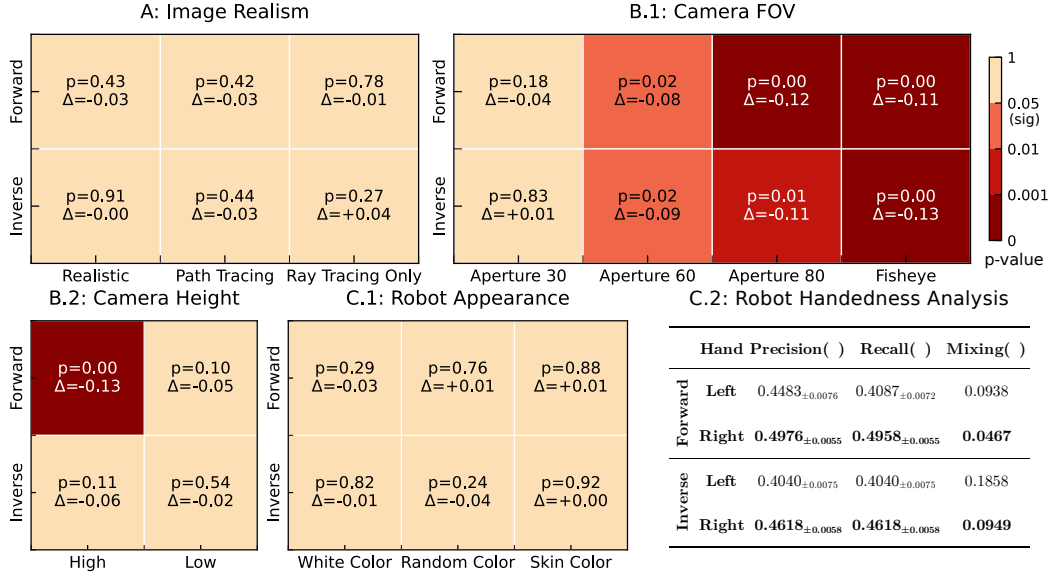 A: Image Realism
Forward
p=0.43
Δ=-0.03
p=0.42
Δ=-0.03
p=0.78
Δ=-0.01
Inverse
p=0.91
Δ=-0.00
p=0.44
Δ=-0.03
p=0.27
Δ=+0.04
Realistic
Path Tracing
Ray Tracing Only
B.1: Camera FOV
Forward
p=0.18
Δ=-0.04
p=0.02
Δ=-0.08
p=0.00
Δ=-0.12
p=0.00
Δ=-0.11
Inverse
p=0.83
Δ=+0.01
p=0.02
Δ=-0.09
p=0.01
Δ=-0.11
p=0.00
Δ=-0.13
Aperture 30
Aperture 60
Aperture 80
Fisheye
1
0.05
(sig)
0.01
0.001
0
p-value
B.2: Camera Height
Forward
p=0.00
Δ=-0.13
p=0.10
Δ=-0.05
Inverse
p=0.11
Δ=-0.06
p=0.54
Δ=-0.02
High
Low
C.1: Robot Appearance
Forward
p=0.29
Δ=-0.03
p=0.76
Δ=+0.01
p=0.88
Δ=+0.01
Inverse
p=0.82
Δ=-0.01
p=0.24
Δ=-0.04
p=0.92
Δ=+0.00
White Color
Random Color
Skin Color
C.2: Robot Handedness Analysis
Hand Precision( ) Recall( ) Mixing( )
Forward
Left 0.4483±0.0076 0.4087±0.0072 0.0938
Right 0.4976±0.0055 0.4958±0.0055 0.0467
Inverse
Left 0.4040±0.0075 0.4040±0.0075 0.1858
Right 0.4618±0.0058 0.4618±0.0058 0.0949